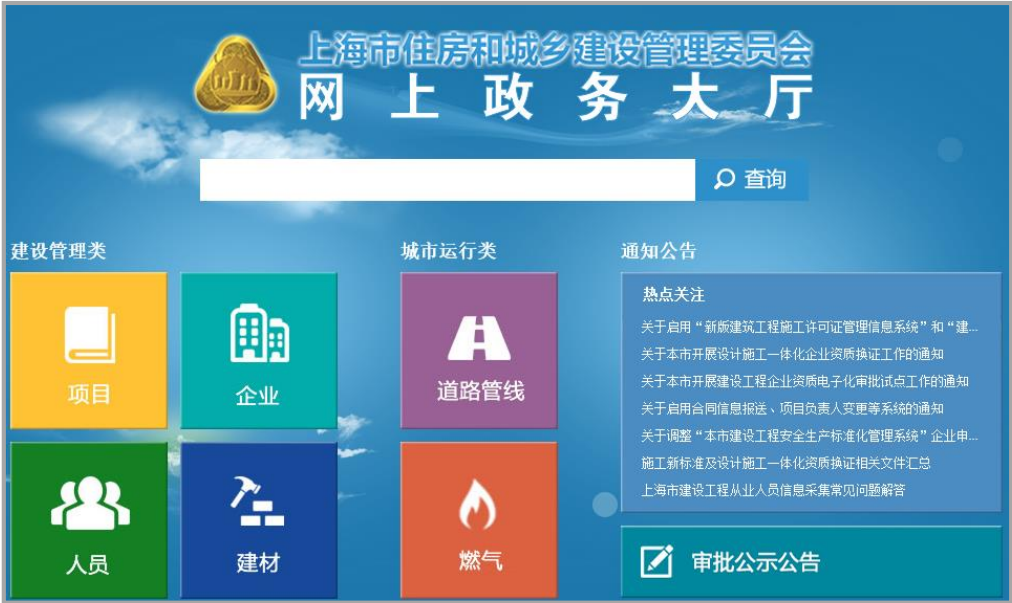 上海市住房和城乡建设管理委员会
网上政务大厅
查询
建设管理类
项目
企业
人员
建材
城市运行类
道路管线
燃气
通知公告
热点关注
关于启用“新版建筑工程施工许可证管理信息系统”和“建...
关于本市开展设计施工一体化企业资质换证工作的通知
关于本市开展建设工程企业资质电子化审批试点工作的通知
关于启用合同信息报送、项目负责人变更等系统的通知
关于调整“本市建设工程安全生产标准化管理系统”企业申...
施工新标准及设计施工一体化资质换证相关文件汇总
上海市建设工程从业人员信息采集常见问题解答
审批公示公告